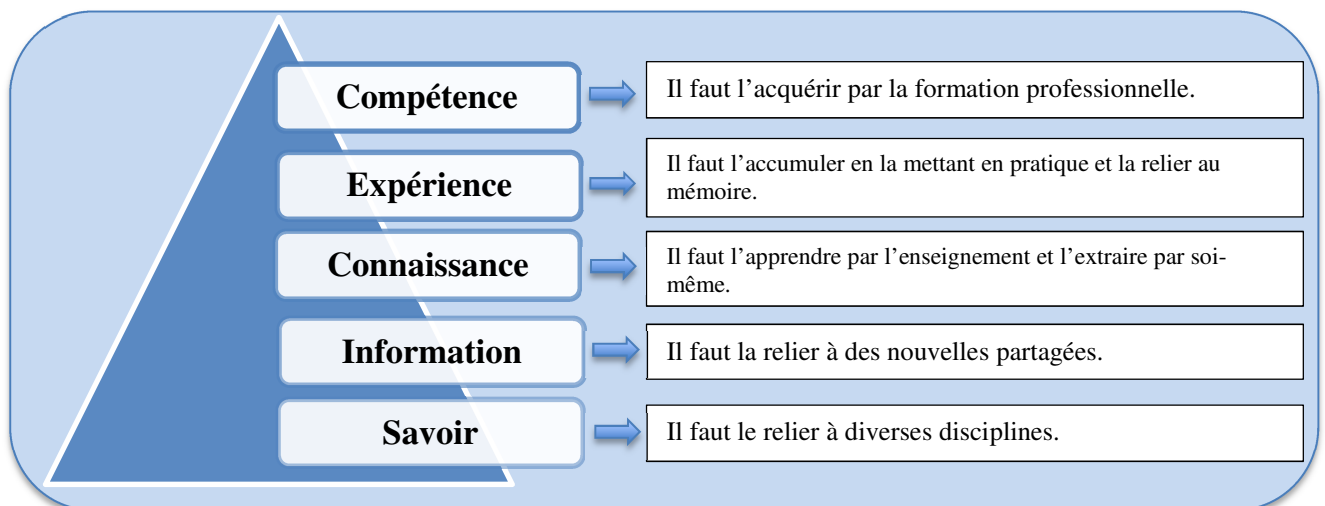 Compétence
Il faut l'acquérir par la formation professionnelle.
Expérience
Il faut l'accumuler en la mettant en pratique et la relier au
mémoire.
Connaissance
Il faut l'apprendre par l'enseignement et l'extraire par soi-
même.
Information
Il faut la relier à des nouvelles partagées.
Savoir
Il faut le relier à diverses disciplines.